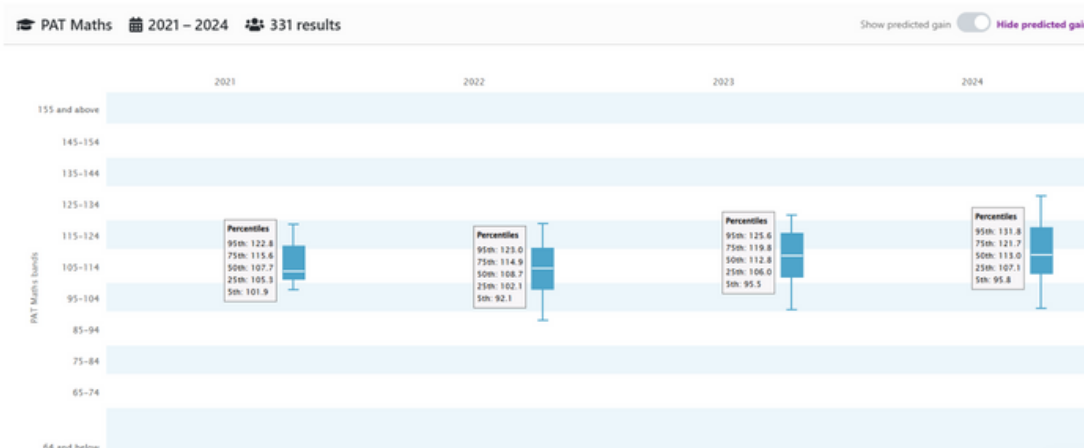 PAT Maths 2021 – 2024 331 results
Show predicted gain Hide predicted gain
2021 2022 2023 2024
155 and above
145–154
135–144
125–134
115–124
105–114
95–104
85–94
75–84
65–74
64 and below
PAT Maths bands
Percentiles
95th: 122.8
75th: 115.6
50th: 107.7
25th: 105.3
5th: 101.9
Percentiles
95th: 123.0
75th: 114.9
50th: 108.7
25th: 102.1
5th: 92.1
Percentiles
95th: 125.6
75th: 119.8
50th: 112.8
25th: 106.0
5th: 95.5
Percentiles
95th: 131.8
75th: 121.7
50th: 113.0
25th: 107.1
5th: 95.8